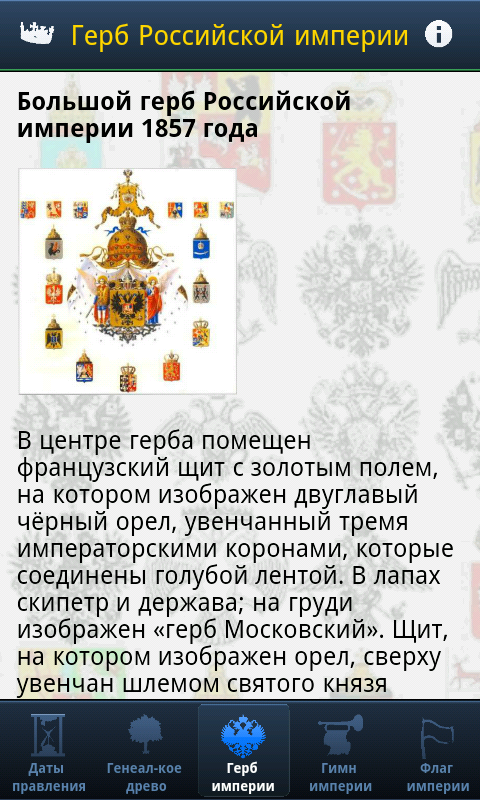 Герб Российской империи
Большой герб Российской
империи 1857 года
В центре герба помещен
французский щит с золотым полем,
на котором изображен двуглавый
чёрный орел, увенчанный тремя
императорскими коронами, которые
соединены голубой лентой. В лапах
скипетр и держава; на груди
изображен «герб Московский». Щит,
на котором изображен орел, сверху
увенчан шлемом святого князя
Даты
правления
Генеал-кое
древо
Герб
империи
Гимн
империи
Флаг
империи